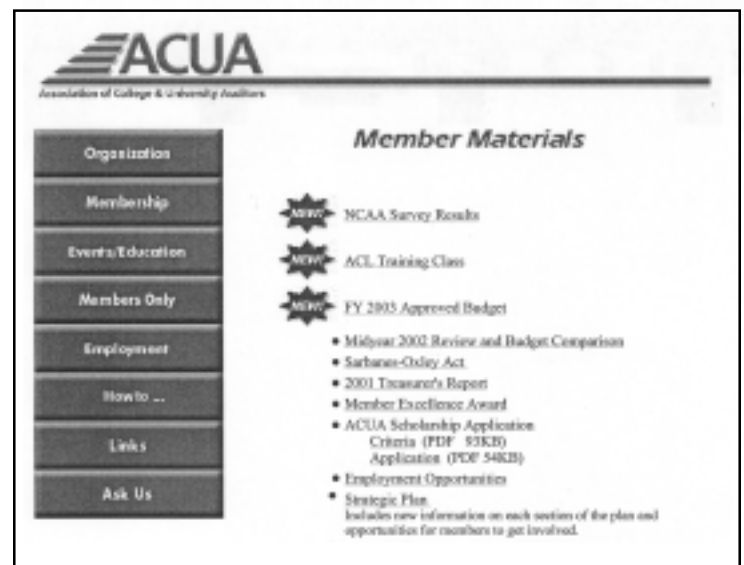 ACUA
Association of College & University Auditors
Organization
Membership
Events/Education
Members Only
Employment
How to ...
Links
Ask Us
Member Materials
NEW! NCAA Survey Results
NEW! ACL Training Class
NEW! FY 2003 Approved Budget
• Midyear 2002 Review and Budget Comparison
• Sarbanes-Oxley Act
• 2001 Treasurer's Report
• Member Excellence Award
• ACUA Scholarship Application
Criteria (PDF 93KB)
Application (PDF 54KB)
• Employment Opportunities
• Strategic Plan
Includes new information on each section of the plan and
opportunities for members to get involved.